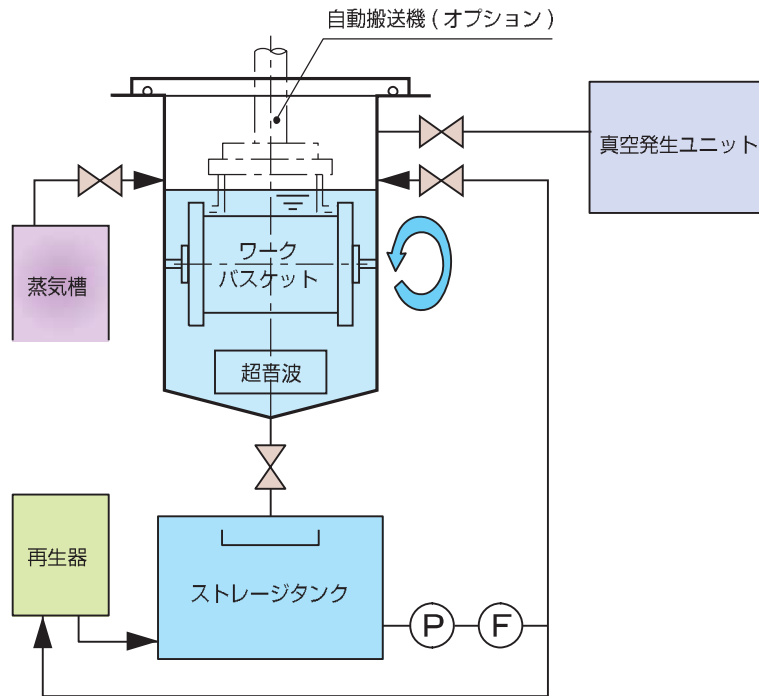 自動搬送機 ( オプション )
真空発生ユニット
ワーク
バスケット
蒸気槽
超音波
再生器
ストレージタンク
P
F